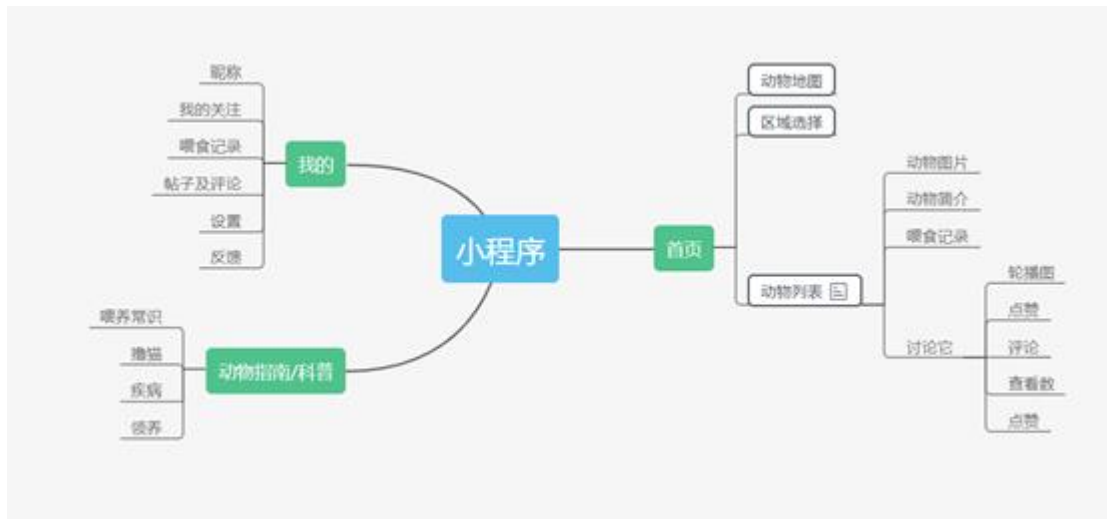 小程序
我的
昵称
我的关注
喂食记录
帖子及评论
设置
反馈
动物指南/科普
喂养常识
撸猫
疾病
领养
首页
动物地图
区域选择
动物列表
动物图片
动物简介
喂食记录
讨论它
轮播图
点赞
评论
查看数
点赞